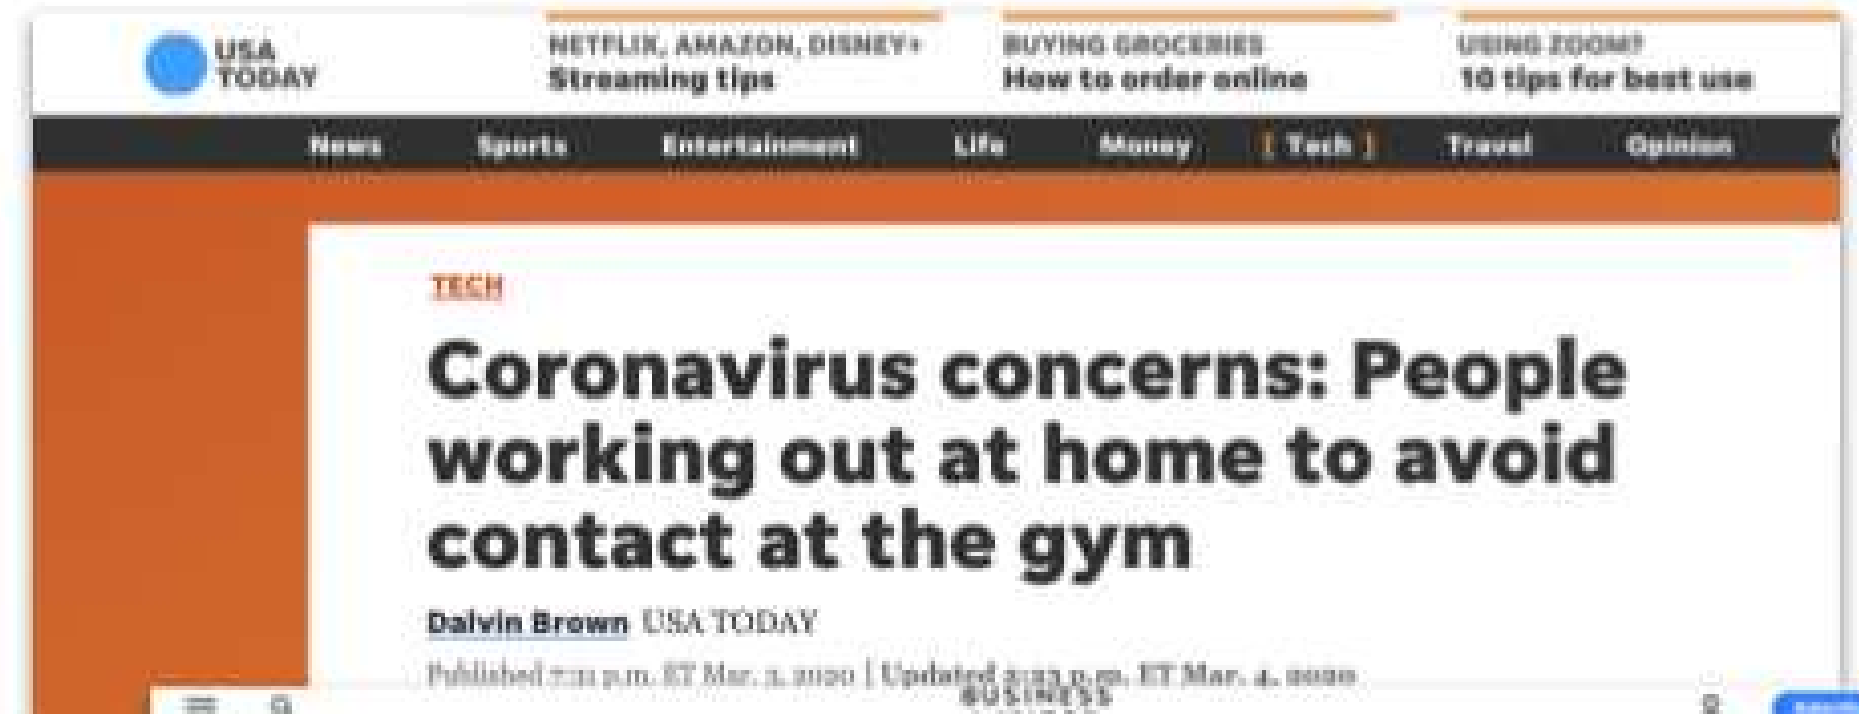 USA
TODAY
NETFLIX, AMAZON, DISNEY+
Streaming tips
BUYING GROCERIES
How to order online
USING ZOOM?
10 tips for best use
News Sports Entertainment Life Money [ Tech ] Travel Opinion
TECH
Coronavirus concerns: People
working out at home to avoid
contact at the gym
Dalvin Brown USA TODAY
Published p.m. ET Mar. 3, 2020 | Updated p.m. ET Mar. 4, 2020
BUSINESS